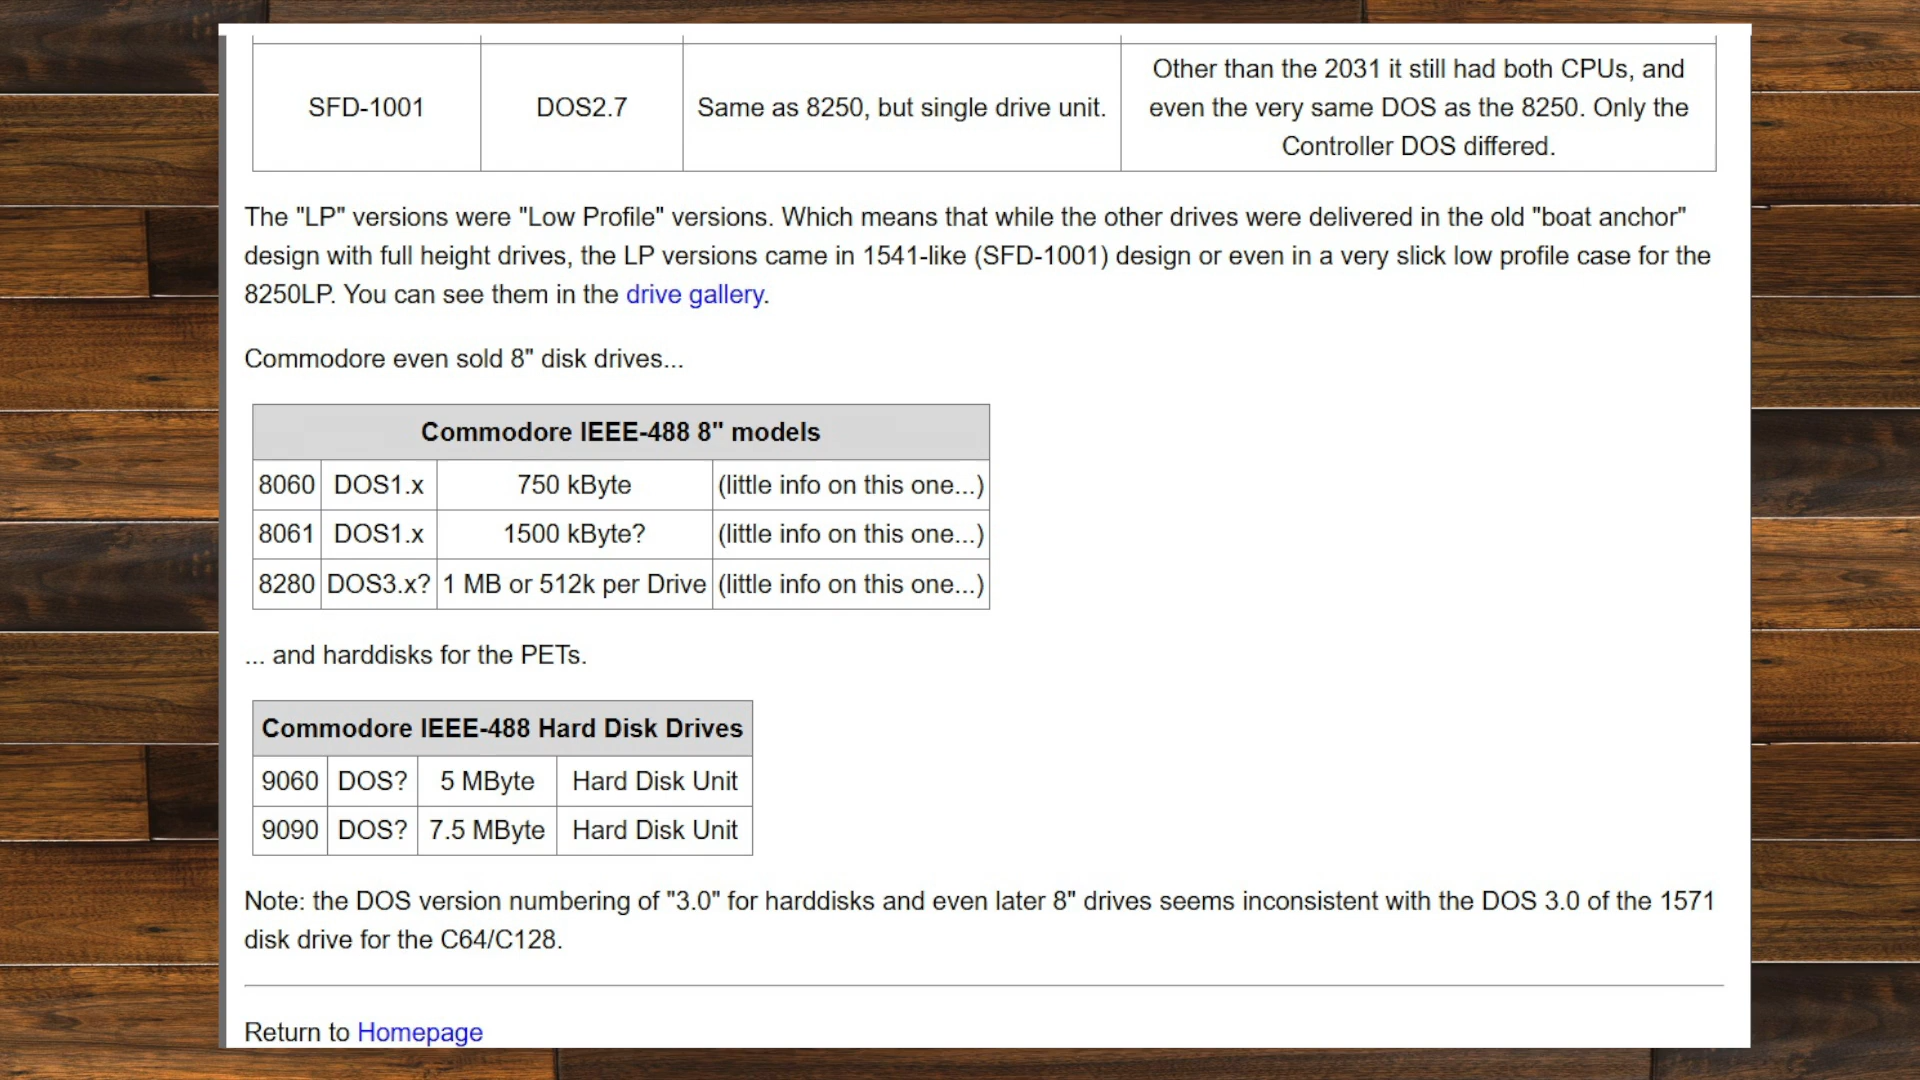 SFD-1001 DOS2.7 Same as 8250, but single drive unit. Other than the 2031 it still had both CPUs, and
even the very same DOS as the 8250. Only the
Controller DOS differed.
The "LP" versions were "Low Profile" versions. Which means that while the other drives were delivered in the old "boat anchor"
design with full height drives, the LP versions came in 1541-like (SFD-1001) design or even in a very slick low profile case for the
8250LP. You can see them in the drive gallery.
Commodore even sold 8" disk drives...
Commodore IEEE-488 8" models
8060 DOS1.x 750 kByte (little info on this one...)
8061 DOS1.x 1500 kByte? (little info on this one...)
8280 DOS3.x? 1 MB or 512k per Drive (little info on this one...)
... and harddisks for the PETs.
Commodore IEEE-488 Hard Disk Drives
9060 DOS? 5 MByte Hard Disk Unit
9090 DOS? 7.5 MByte Hard Disk Unit
Note: the DOS version numbering of "3.0" for harddisks and even later 8" drives seems inconsistent with the DOS 3.0 of the 1571
disk drive for the C64/C128.
Return to Homepage